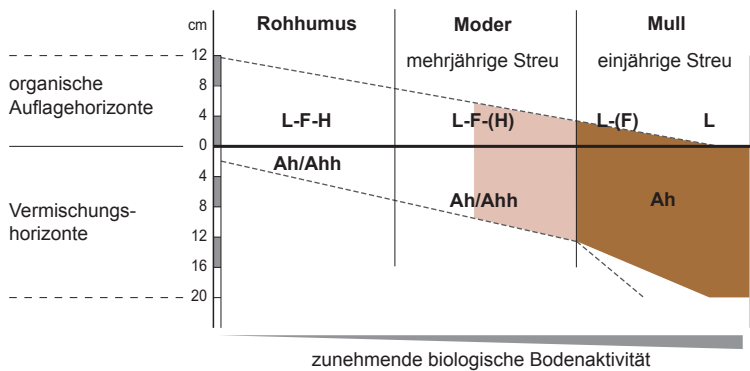 cm
Rohhumus
Moder
Mull
mehrjährige Streu
einjährige Streu
12
8
4
0
4
8
12
16
20
organische
Auflagehorizonte
L-F-H
L-F-(H)
L-(F)
L
Ah/Ahh
Ah/Ahh
Ah
Vermischungs-
horizonte
zunehmende biologische Bodenaktivität